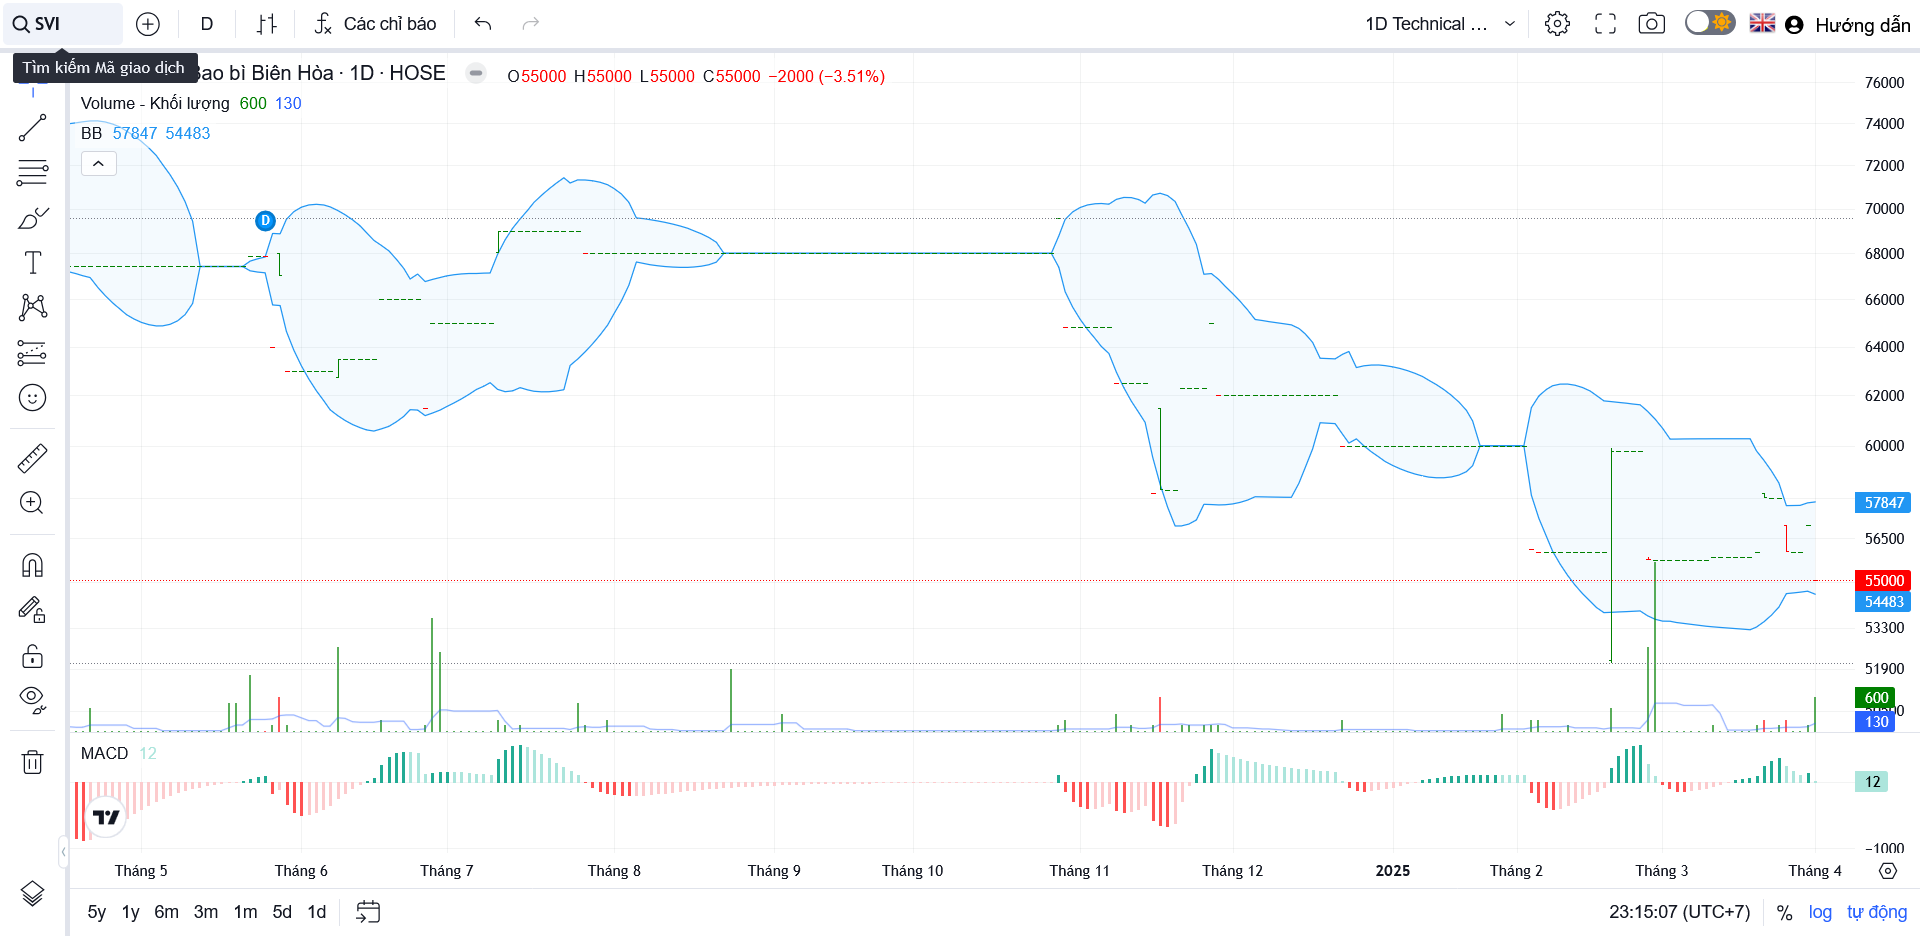 SVI
D
Các chỉ báo
1D Technical ...
Hướng dẫn
Tìm kiếm Mã giao dịch
Bao bì Biên Hòa · 1D · HOSE
O55000 H55000 L55000 C55000 −2000 (−3.51%)
Volume - Khối lượng 600 130
BB 57847 54483
D
76000
74000
72000
70000
68000
66000
64000
62000
60000
57847
56500
55000
54483
53300
51900
600
130
MACD 12
12
−1000
Tháng 5 Tháng 6 Tháng 7 Tháng 8 Tháng 9 Tháng 10 Tháng 11 Tháng 12 2025 Tháng 2 Tháng 3 Tháng 4
5y 1y 6m 3m 1m 5d 1d
23:15:07 (UTC+7) % log tự động